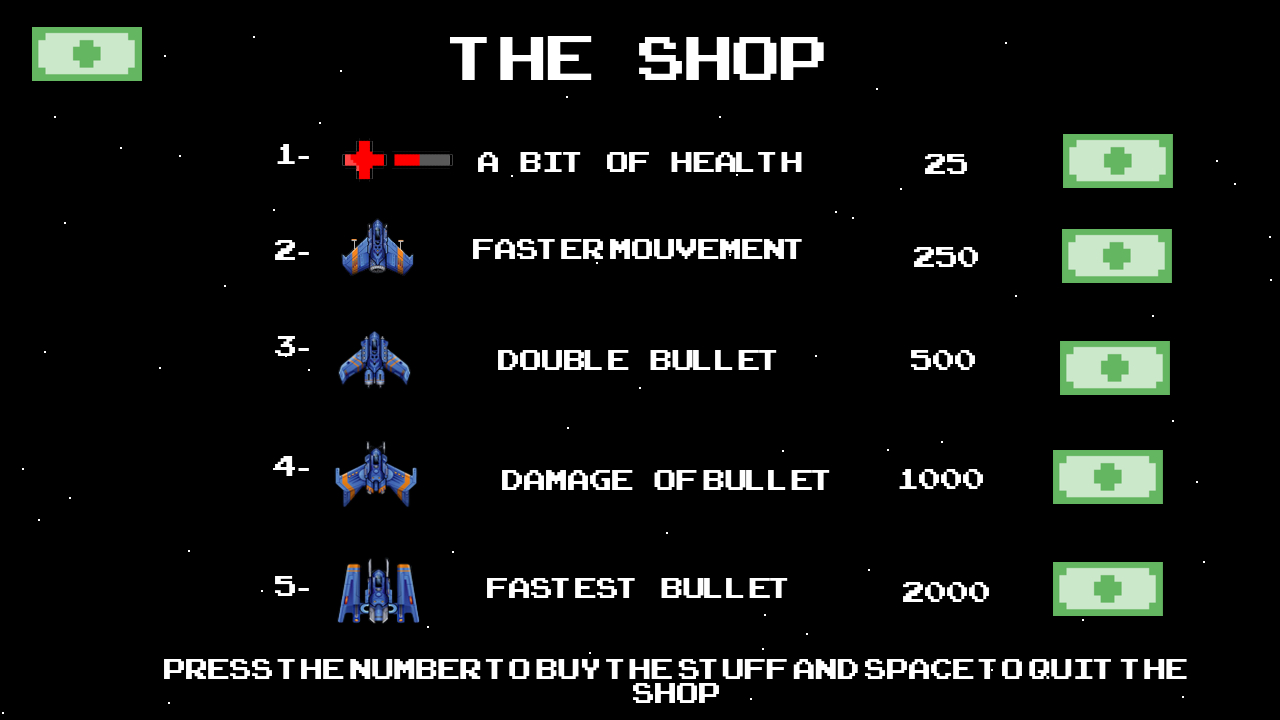 THE SHOP
1- A BIT OF HEALTH 25
2- FASTER MOUVEMENT 250
3- DOUBLE BULLET 500
4- DAMAGE OF BULLET 1000
5- FASTEST BULLET 2000
PRESS THE NUMBER TO BUY THE STUFF AND SPACE TO QUIT THE
SHOP